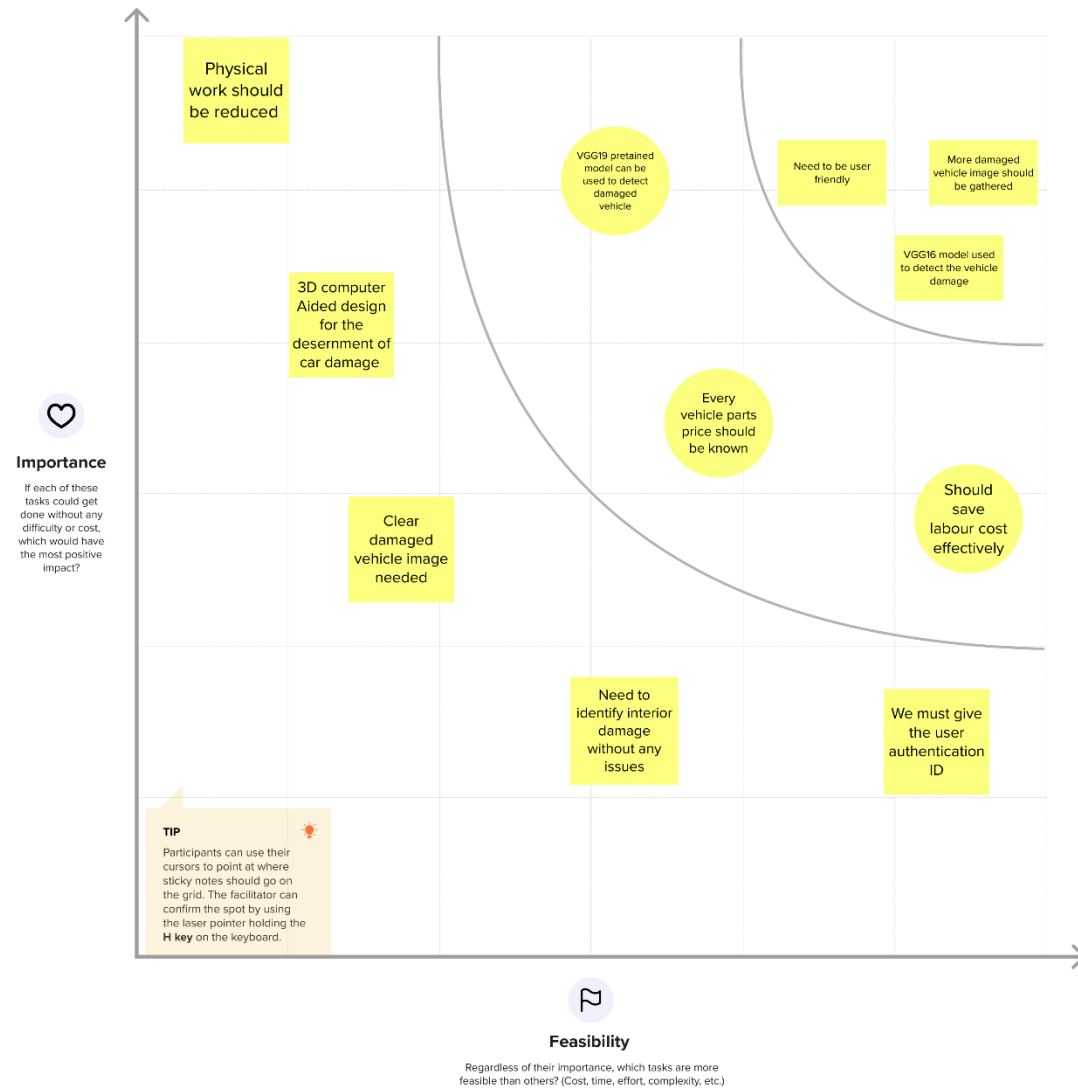 Physical
work should
be reduced
VGG19 pretained
model can be
used to detect
damaged
vehicle
Need to be user
friendly
More damaged
vehicle image should
be gathered
VGG16 model used
to detect the vehicle
damage
3D computer
Aided design
for the
desernment of
car damage
Every
vehicle parts
price should
be known
Importance
If each of these
tasks could get
done without any
difficulty or cost,
which would have
the most positive
impact?
Clear
damaged
vehicle image
needed
Should
save
labour cost
effectively
Need to
identify interior
damage
without any
issues
We must give
the user
authentication
ID
TIP
Participants can use their
cursors to point at where
sticky notes should go on
the grid. The facilitator can
confirm the spot by using
the laser pointer holding the
H key on the keyboard.
Feasibility
Regardless of their importance, which tasks are more
feasible than others? (Cost, time, effort, complexity, etc.)